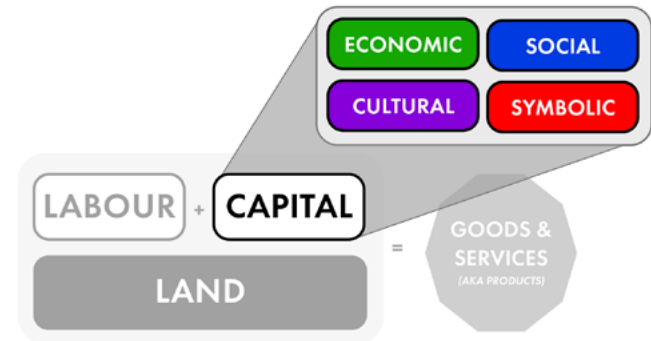 ECONOMIC SOCIAL
CULTURAL SYMBOLIC
LABOUR + CAPITAL
LAND
=
GOODS &
SERVICES
(AKA PRODUCTS)